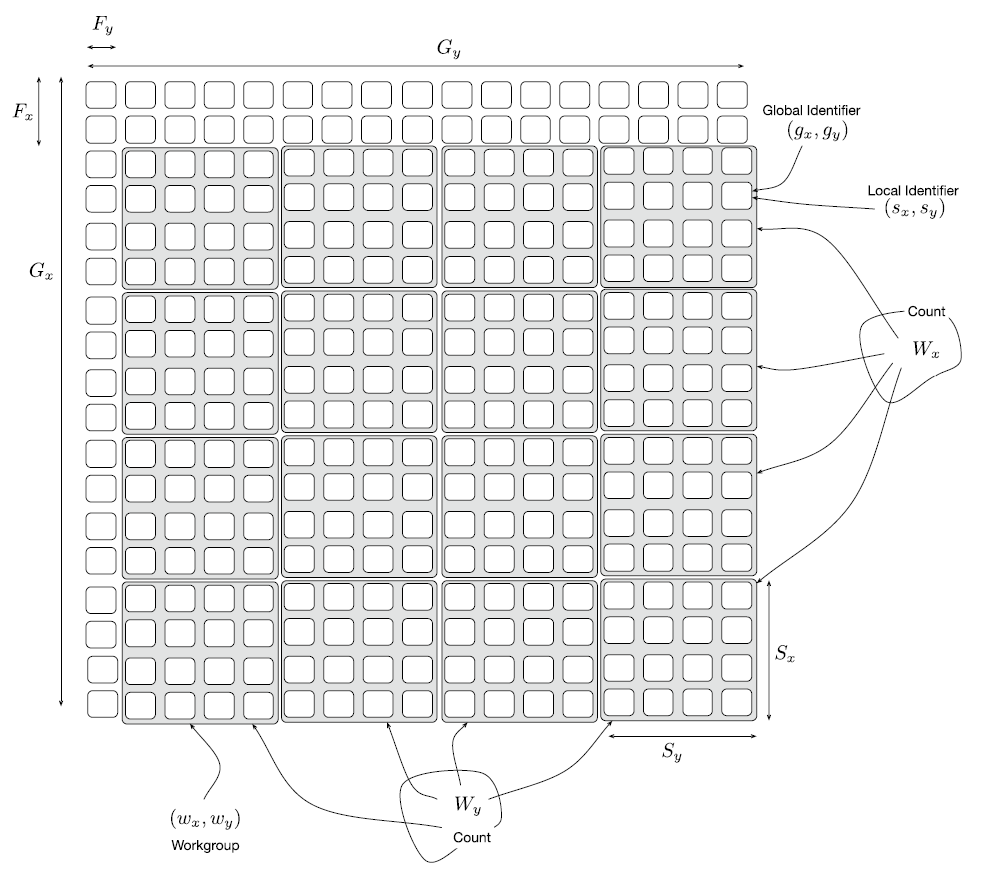 F_y
G_y
F_x
Global Identifier
(g_x, g_y)
Local Identifier
(s_x, s_y)
G_x
Count
W_x
S_x
S_y
(w_x, w_y)
Workgroup
W_y
Count